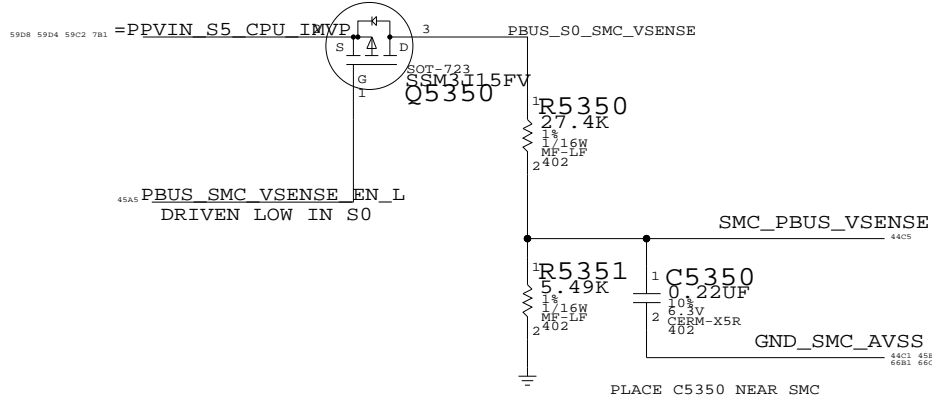 59D8 59D4 59C2 7B1 =PPVIN_S5_CPU_IMVP
2
3
PBUS_S0_SMC_VSENSE
S
D
G
1
SOT-723
SSM3J15FV
Q5350
1
R5350
27.4K
1%
1/16W
MF-LF
2
402
45A5 PBUS_SMC_VSENSE_EN_L
DRIVEN LOW IN S0
SMC_PBUS_VSENSE
44C5
1
R5351
5.49K
1%
1/16W
MF-LF
2
402
1
C5350
0.22UF
10%
6.3V
2
CERM-X5R
402
GND_SMC_AVSS
44C1
66B1
PLACE C5350 NEAR SMC